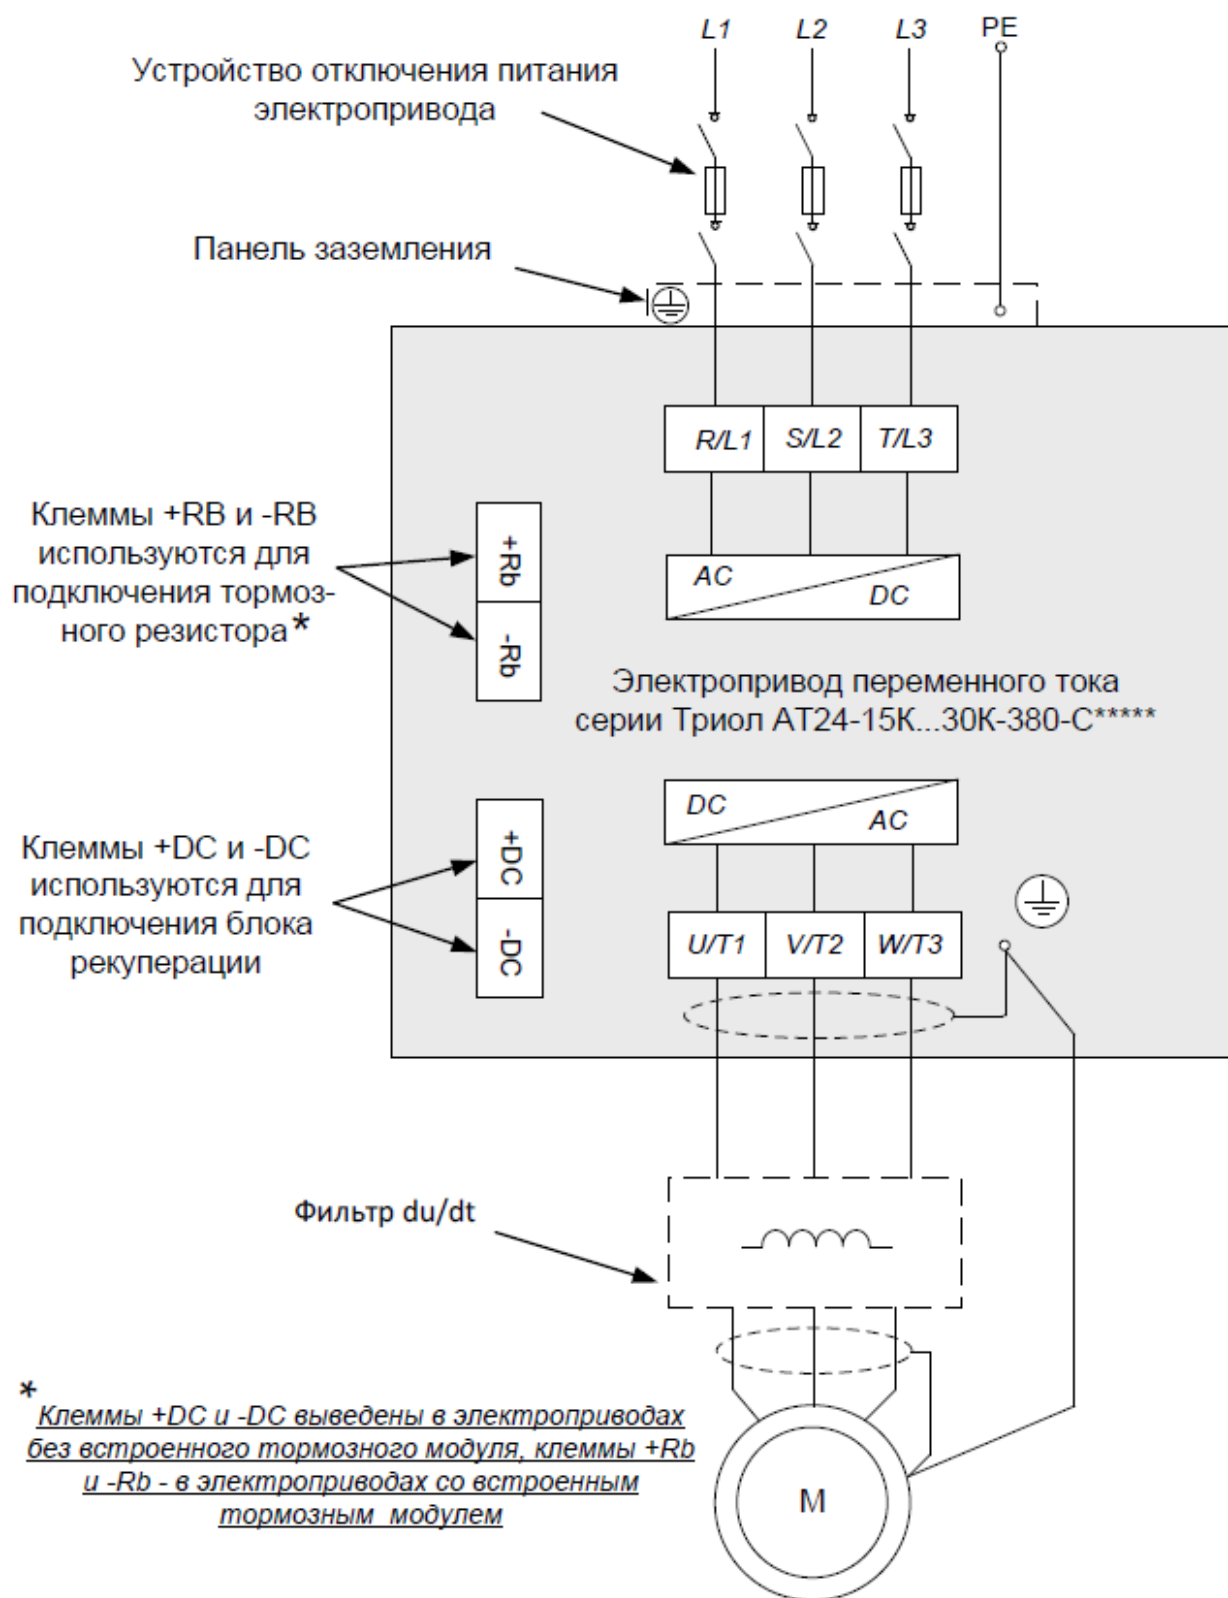 L1 L2 L3 PE
Устройство отключения питания
электропривода
Панель заземления
R/L1 S/L2 T/L3
Клеммы +RB и -RB
используются для
подключения тормоз-
ного резистора*
+Rb
-Rb
AC
DC
Электропривод переменного тока
серии Триол АТ24-15К...30К-380-С*****
DC
AC
Клеммы +DC и -DC
используются для
подключения блока
рекуперации
+DC
-DC
U/T1 V/T2 W/T3
Фильтр du/dt
*
Клеммы +DC и -DC выведены в электроприводах
без встроенного тормозного модуля, клеммы +Rb
и -Rb - в электроприводах со встроенным
тормозным модулем
M